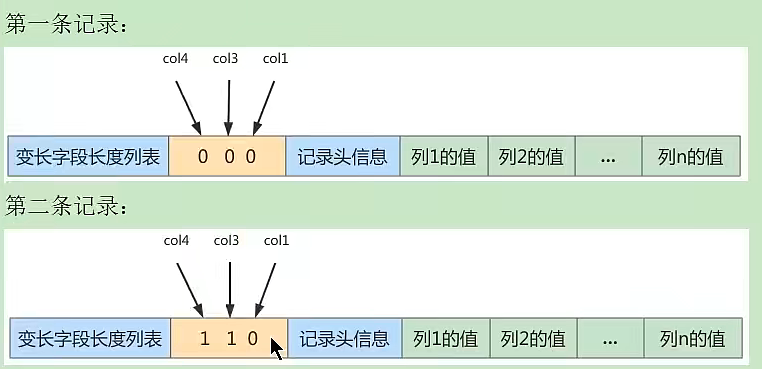 第一条记录：
col4 col3 col1
变长字段长度列表 0 0 0 记录头信息 列1的值 列2的值 ... 列n的值
第二条记录：
col4 col3 col1
变长字段长度列表 1 1 0 记录头信息 列1的值 列2的值 ... 列n的值